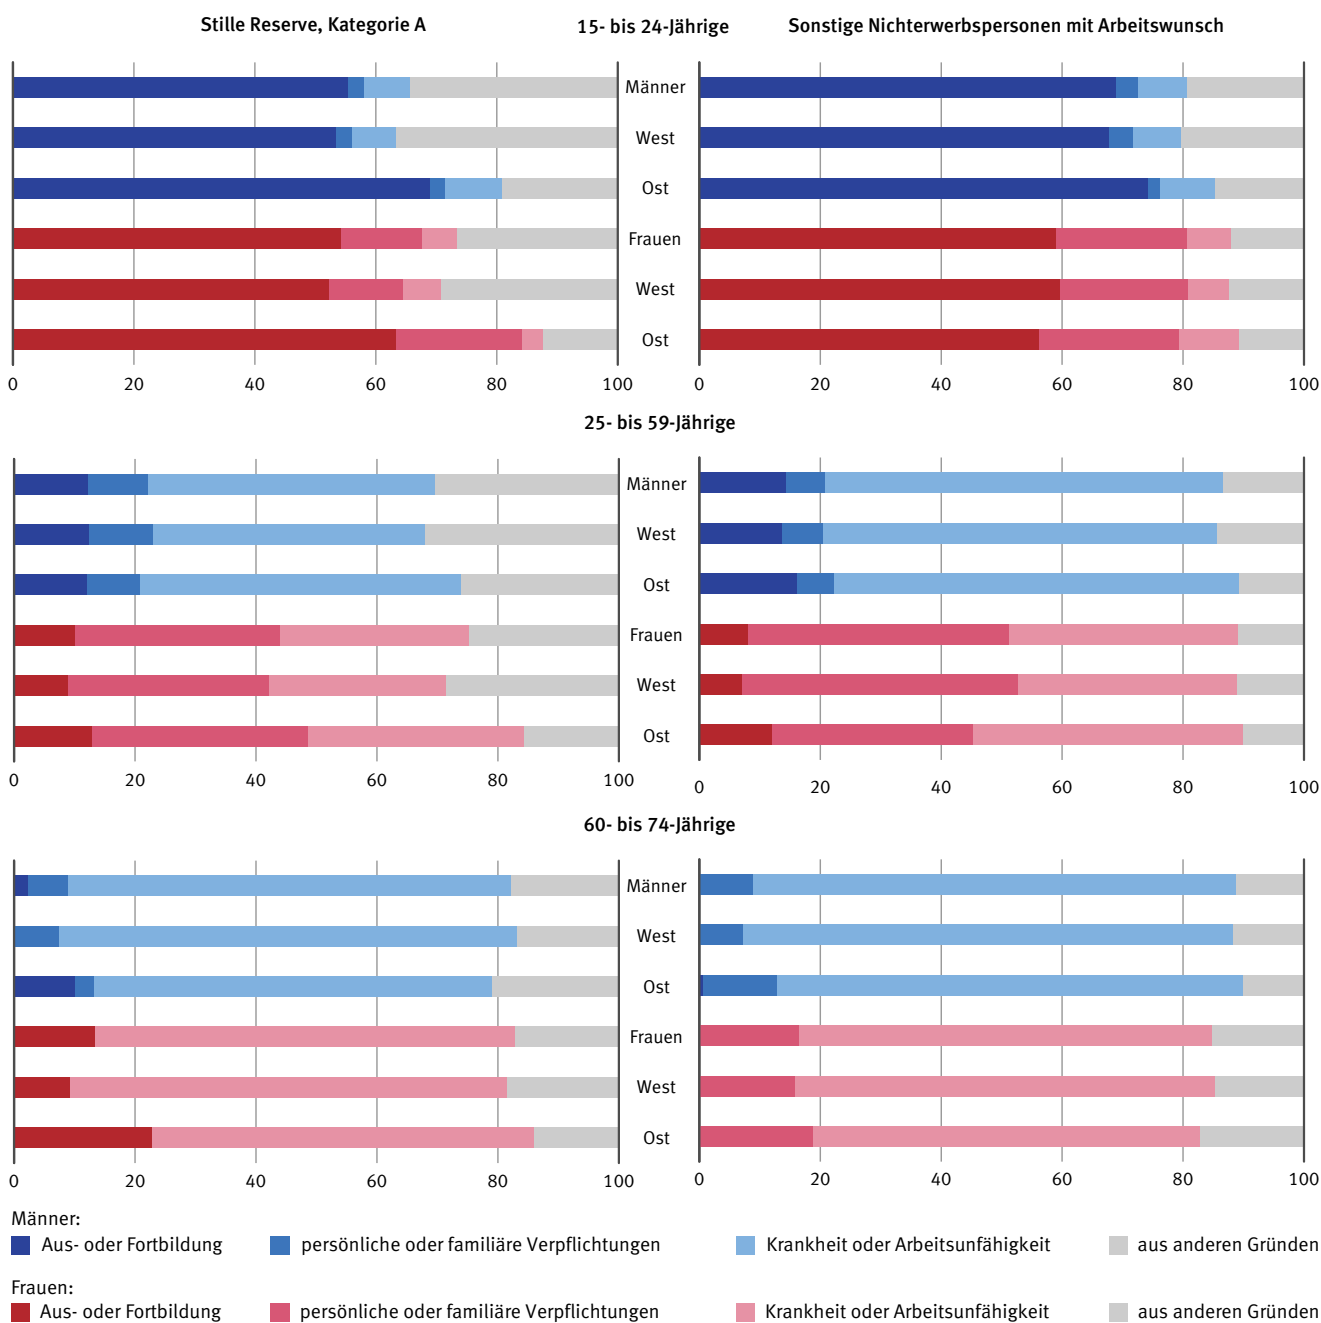 Stille Reserve, Kategorie A 15- bis 24-Jährige Sonstige Nichterwerbspersonen mit Arbeitswunsch
Männer
West
Ost
Frauen
West
Ost
0 20 40 60 80 100 0 20 40 60 80 100
25- bis 59-Jährige
Männer
West
Ost
Frauen
West
Ost
0 20 40 60 80 100 0 20 40 60 80 100
60- bis 74-Jährige
Männer
West
Ost
Frauen
West
Ost
0 20 40 60 80 100 0 20 40 60 80 100
Männer:
Aus- oder Fortbildung persönliche oder familiäre Verpflichtungen Krankheit oder Arbeitsunfähigkeit aus anderen Gründen
Frauen:
Aus- oder Fortbildung persönliche oder familiäre Verpflichtungen Krankheit oder Arbeitsunfähigkeit aus anderen Gründen